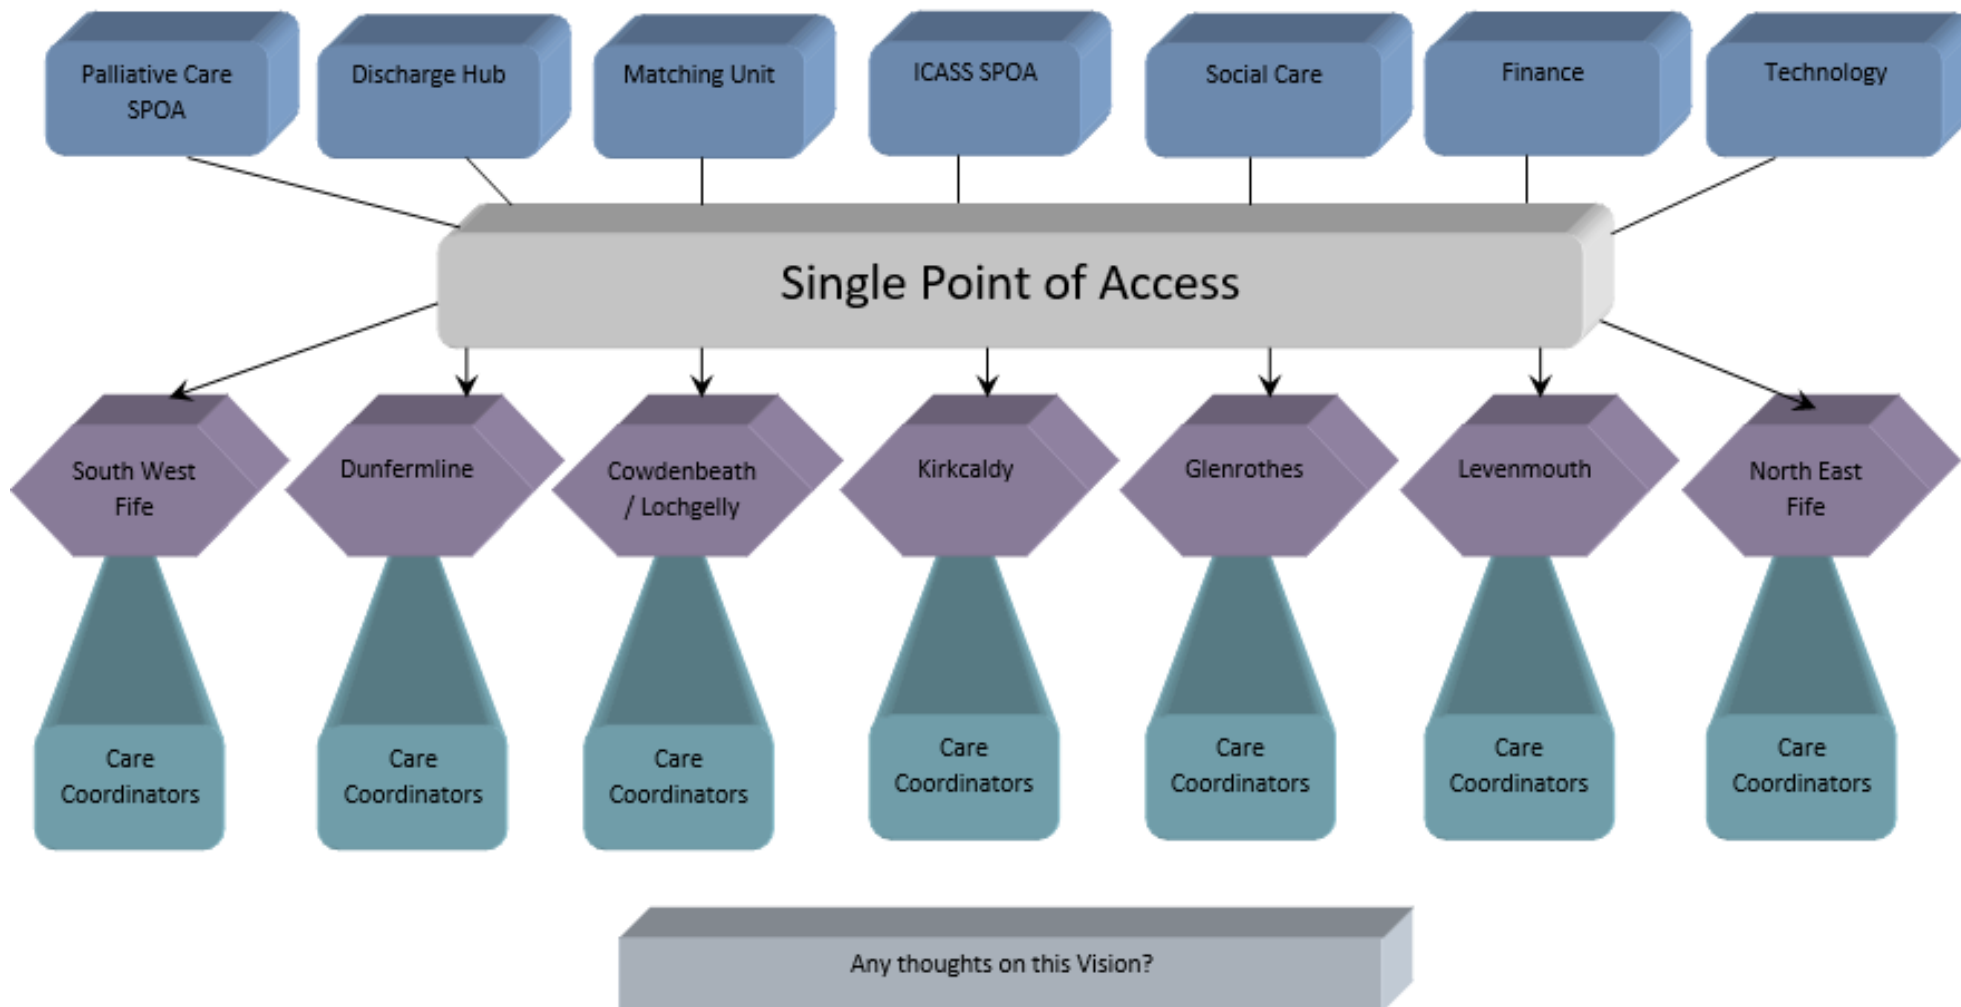 Palliative Care
SPOA
Discharge Hub
Matching Unit
ICASS SPOA
Social Care
Finance
Technology
Single Point of Access
South West
Fife
Dunfermline
Cowdenbeath
/ Lochgelly
Kirkcaldy
Glenrothes
Levenmouth
North East
Fife
Care
Coordinators
Care
Coordinators
Care
Coordinators
Care
Coordinators
Care
Coordinators
Care
Coordinators
Care
Coordinators
Any thoughts on this Vision?